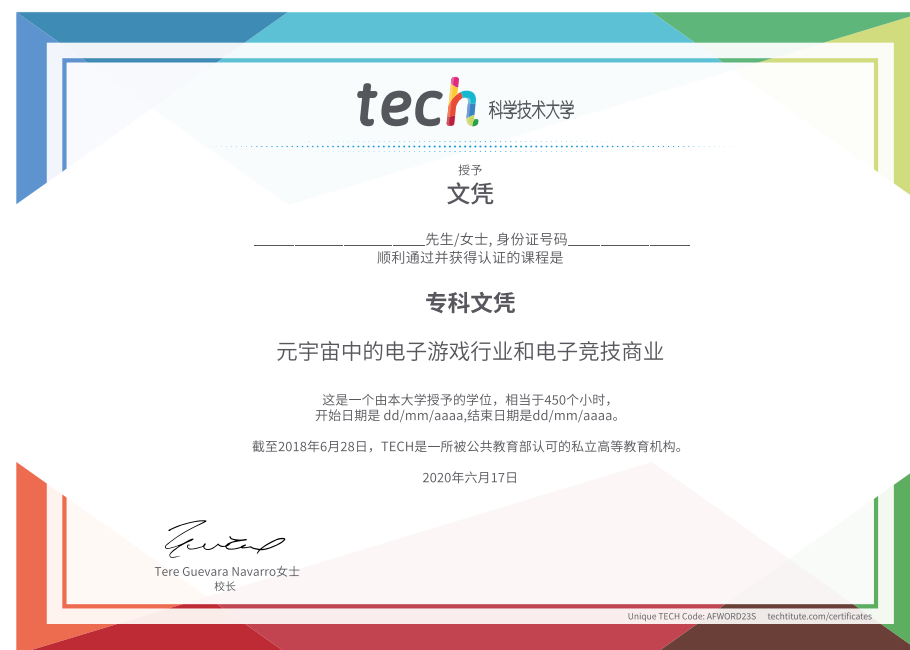 tech 科学技术大学
授予
文凭
______________________先生/女士, 身份证号码________________
顺利通过并获得认证的课程是
专科文凭
元宇宙中的电子游戏行业和电子竞技商业
这是一个由本大学授予的学位，相当于450个小时，
开始日期是 dd/mm/aaaa,结束日期是dd/mm/aaaa。
截至2018年6月28日，TECH是一所被公共教育部认可的私立高等教育机构。
2020年六月17日
Tere Guevara Navarro女士
校长
Unique TECH Code: AFWORD23S techtitute.com/certificates